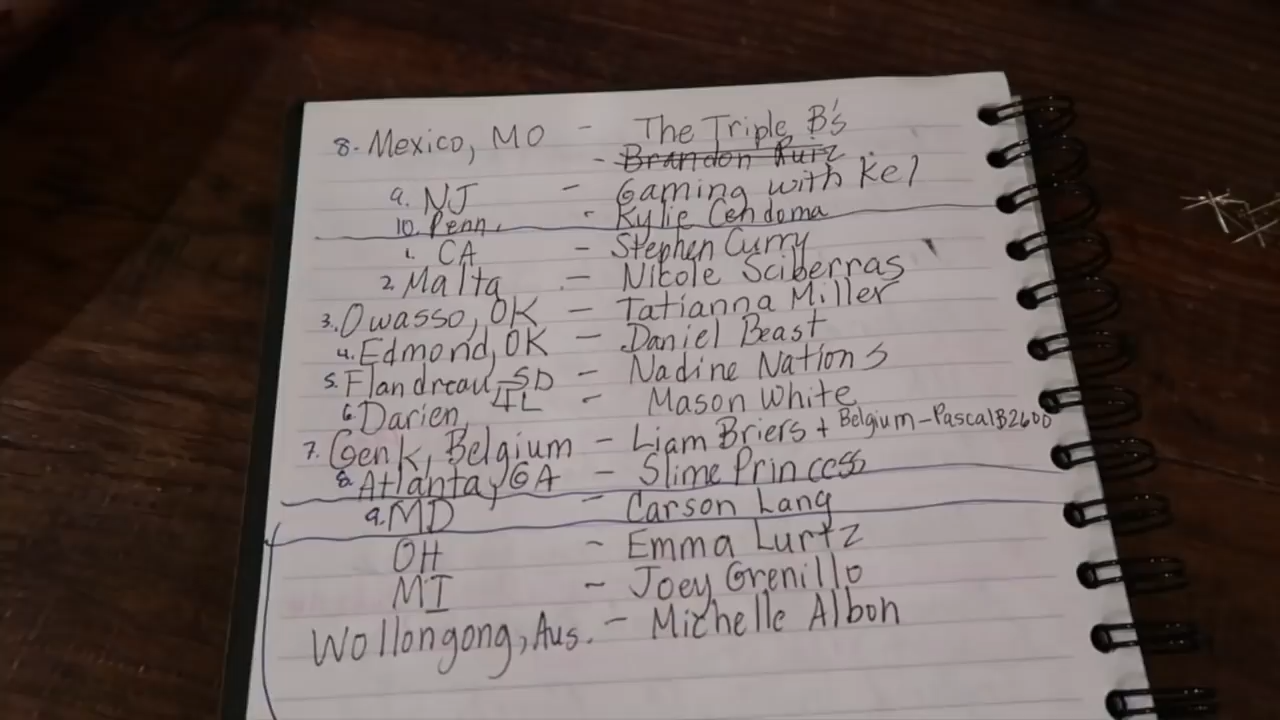 8. Mexico, MO - The Triple B's
- Brandon Kurtz
9. NJ - Gaming with Kel
10. Penn. - Kylie Cendoma
1. CA - Stephen Curry
2. Malta - Nicole Sciberras
3. Owasso, OK - Tatianna Miller
4. Edmond, OK - Daniel Beast
5. Flandreau, SD - Nadine Nations
6. Darien, IL - Mason White
7. Genk, Belgium - Liam Briers + Belgium-PascalB2600
8. Atlanta, GA - Slime Princess
9. MD - Carson Lang
OH - Emma Lurtz
MI - Joey Grenillo
Wollongong, Aus. - Michelle Albon